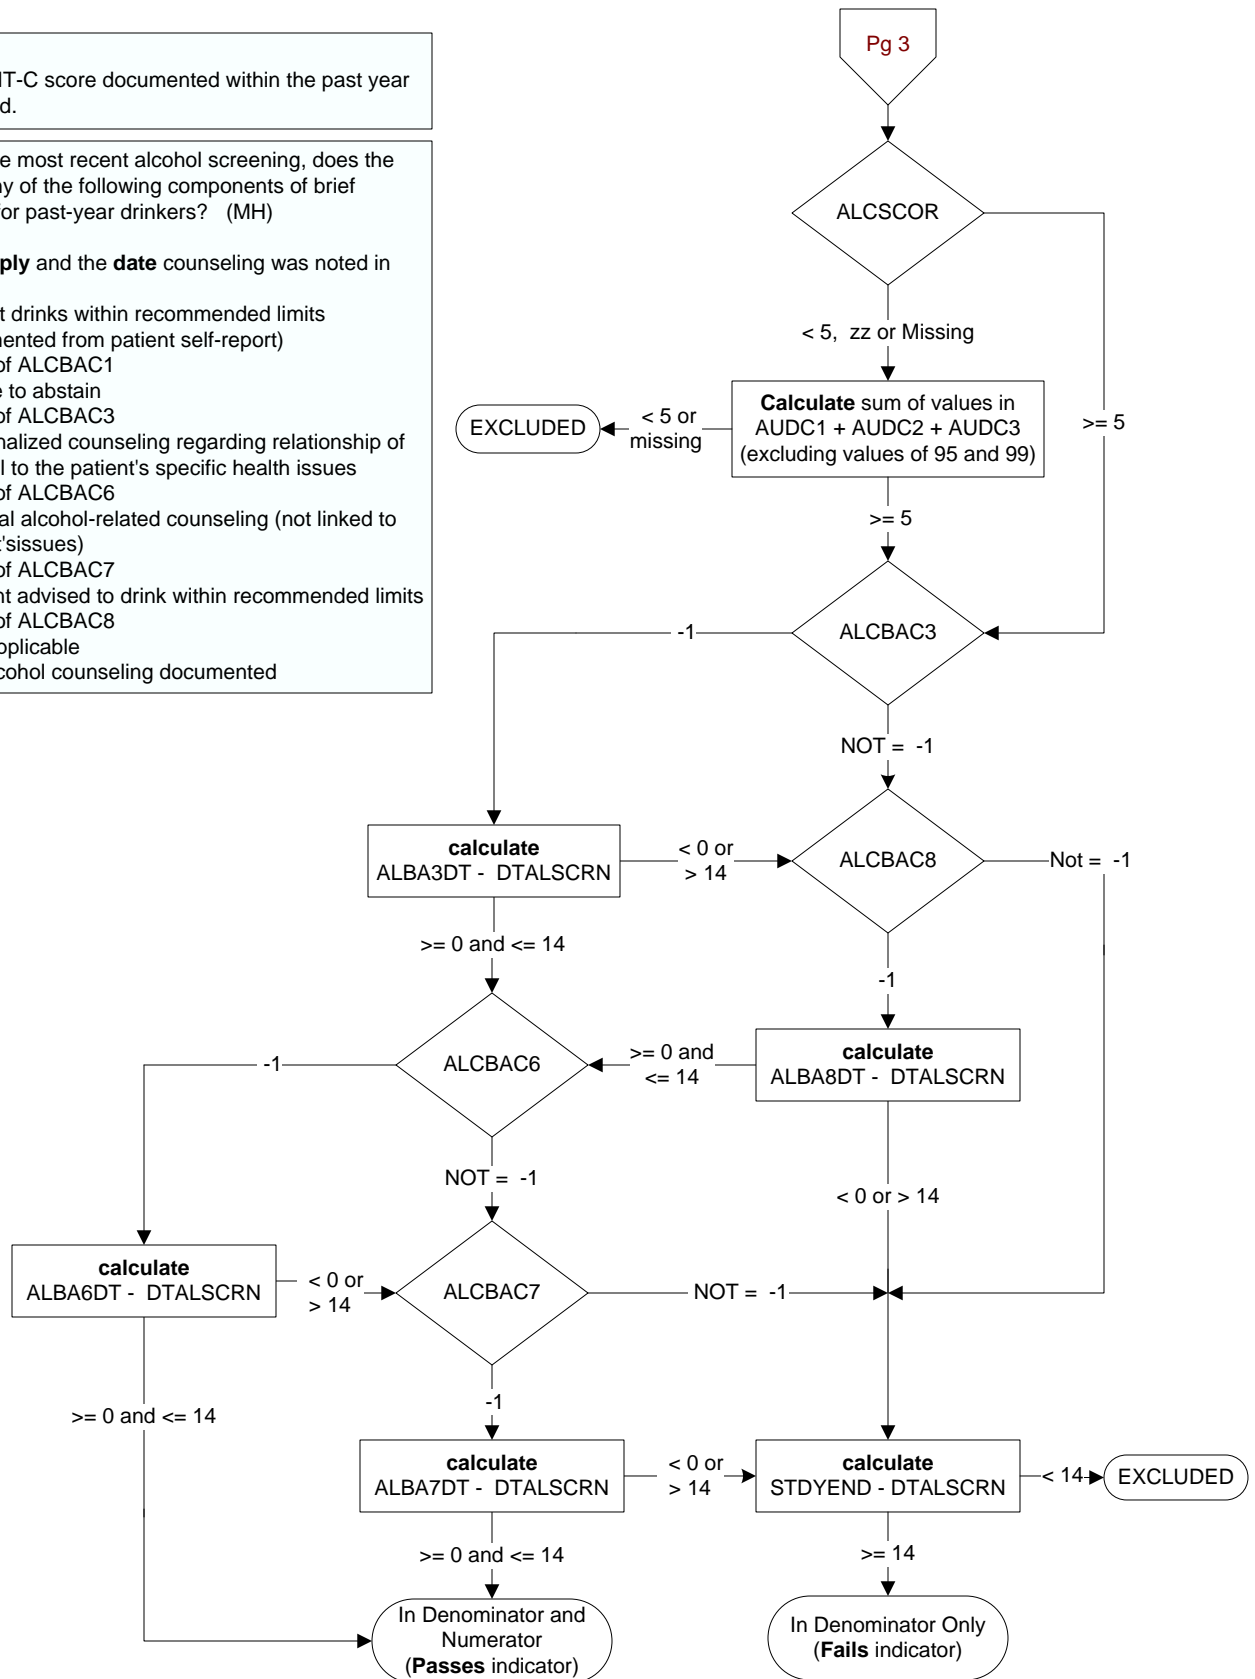 IT-C score documented within the past year
d.
e most recent alcohol screening, does the
ny of the following components of brief
for past-year drinkers? (MH)
ply and the date counseling was noted in
t drinks within recommended limits
nented from patient self-report)
of ALCBAC1
e to abstain
of ALCBAC3
nalized counseling regarding relationship of
l to the patient's specific health issues
of ALCBAC6
al alcohol-related counseling (not linked to
t'sissues)
of ALCBAC7
nt advised to drink within recommended limits
of ALCBAC8
pplicable
cohol counseling documented
Pg 3
ALCSCOR
< 5, zz or Missing
>= 5
Calculate sum of values in
AUDC1 + AUDC2 + AUDC3
(excluding values of 95 and 99)
< 5 or
missing
EXCLUDED
>= 5
ALCBAC3
-1
NOT = -1
calculate
ALBA3DT - DTALSCRN
< 0 or
> 14
ALCBAC8
Not = -1
>= 0 and <= 14
-1
ALCBAC6
-1
>= 0 and
<= 14
calculate
ALBA8DT - DTALSCRN
NOT = -1
< 0 or > 14
calculate
ALBA6DT - DTALSCRN
< 0 or
> 14
ALCBAC7
NOT = -1
>= 0 and <= 14
-1
calculate
ALBA7DT - DTALSCRN
< 0 or
> 14
calculate
STDYEND - DTALSCRN
< 14
EXCLUDED
>= 0 and <= 14
>= 14
In Denominator and
Numerator
(Passes indicator)
In Denominator Only
(Fails indicator)